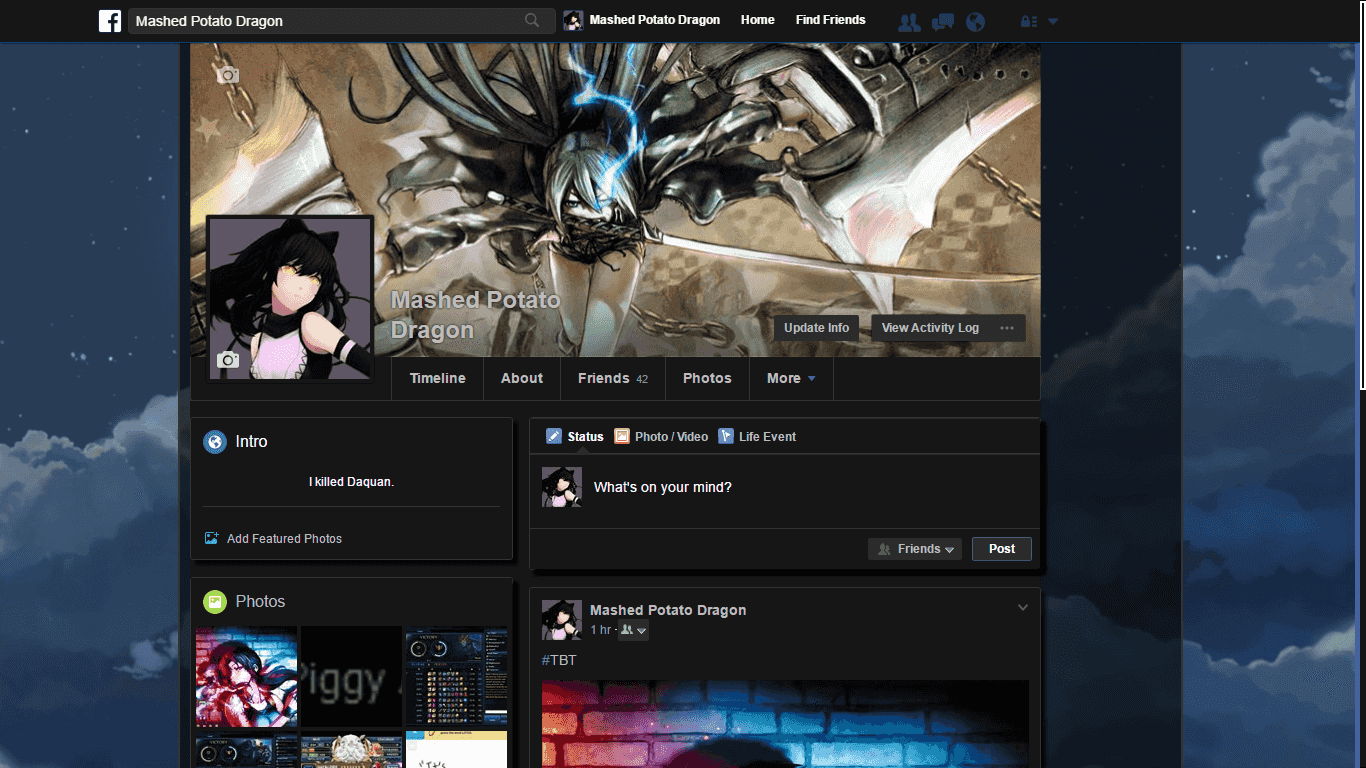 Mashed Potato Dragon
Mashed Potato Dragon Home Find Friends
Mashed Potato
Dragon
Update Info View Activity Log
Timeline About Friends 42 Photos More
Intro
I killed Daquan.
Add Featured Photos
Photos
VICTORY
Piggy
Status Photo / Video Life Event
What's on your mind?
Friends Post
Mashed Potato Dragon
1 hr ·
#TBT